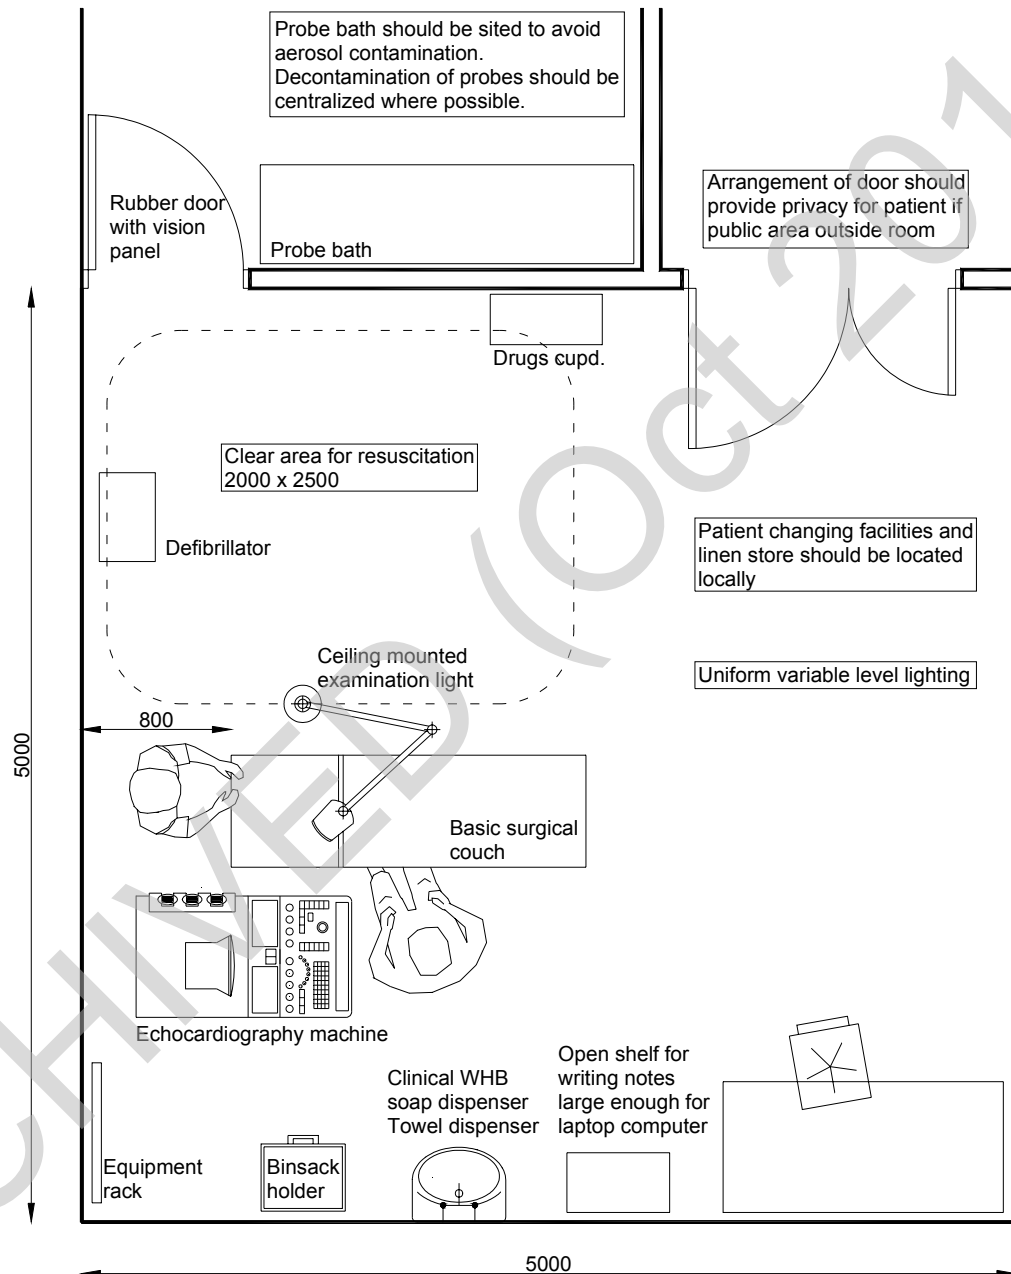 Probe bath should be sited to avoid
aerosol contamination.
Decontamination of probes should be
centralized where possible.
Rubber door
with vision
panel
Probe bath
Arrangement of door should
provide privacy for patient if
public area outside room
Drugs cupd.
Clear area for resuscitation
2000 x 2500
Defibrillator
Patient changing facilities and
linen store should be located
locally
Ceiling mounted
examination light
Uniform variable level lighting
800
5000
Basic surgical
couch
Echocardiography machine
Clinical WHB
soap dispenser
Towel dispenser
Open shelf for
writing notes
large enough for
laptop computer
Equipment
rack
Binsack
holder
5000
CHIVED (Oct 201